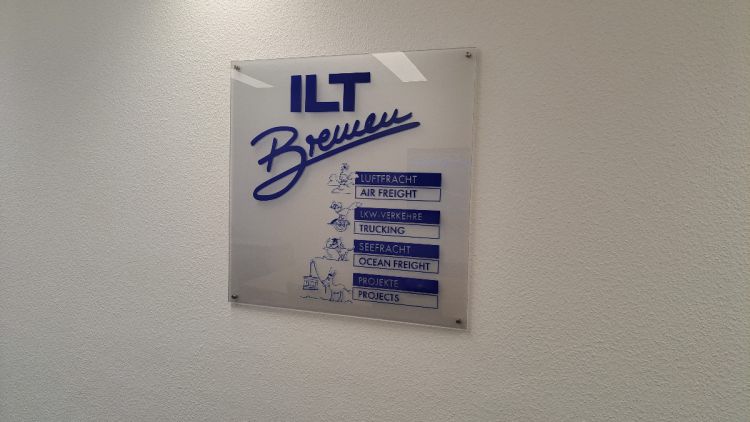 ILT
Bremen
LUFTFRACHT
AIR FREIGHT
LKW-VERKEHRE
TRUCKING
SEEFRACHT
OCEAN FREIGHT
PROJEKTE
PROJECTS